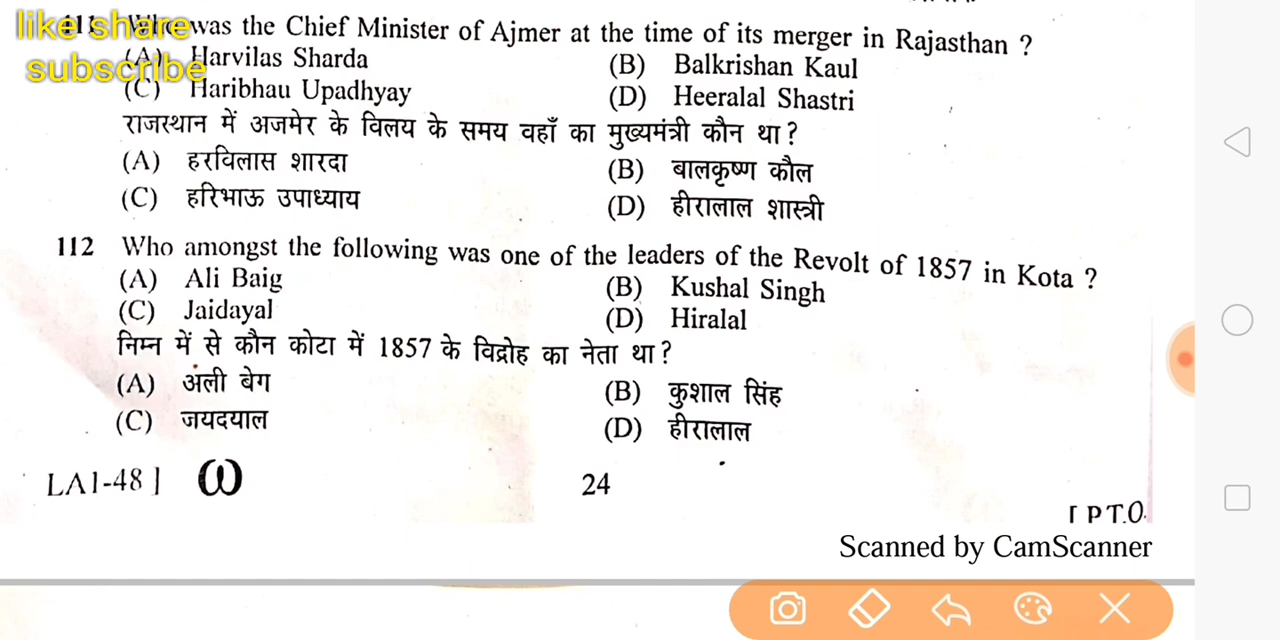 like share
subscribe
111 Who was the Chief Minister of Ajmer at the time of its merger in Rajasthan ?
(A) Harvilas Sharda (B) Balkrishan Kaul
(C) Haribhau Upadhyay (D) Heeralal Shastri
राजस्थान में अजमेर के विलय के समय वहाँ का मुख्यमंत्री कौन था ?
(A) हरविलास शारदा (B) बालकृष्ण कौल
(C) हरिभाऊ उपाध्याय (D) हीरालाल शास्त्री
112 Who amongst the following was one of the leaders of the Revolt of 1857 in Kota ?
(A) Ali Baig (B) Kushal Singh
(C) Jaidayal (D) Hiralal
निम्न में से कौन कोटा में 1857 के विद्रोह का नेता था ?
(A) अली बेग (B) कुशाल सिंह
(C) जयदयाल (D) हीरालाल
LA1-48 ] 24
[ P.T.O.
Scanned by CamScanner